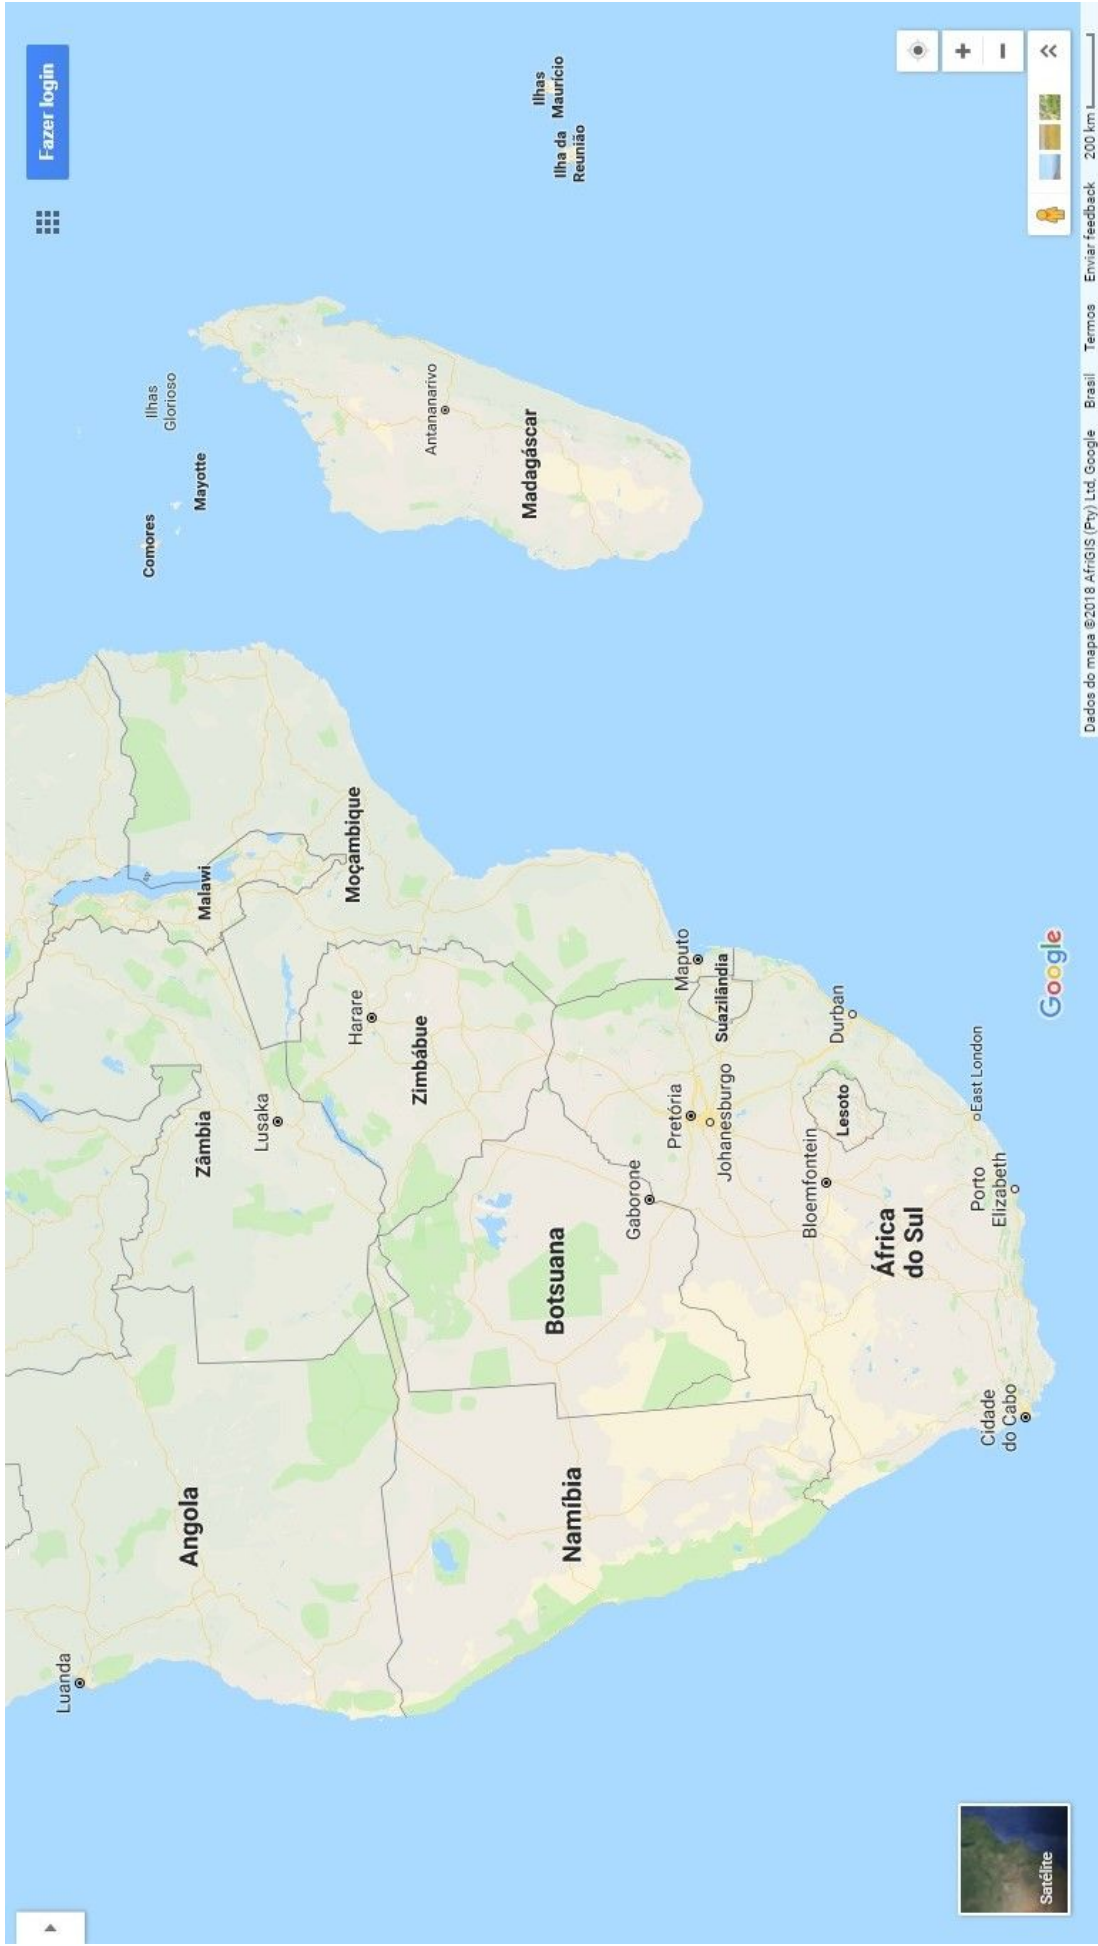 Fazer login
Luanda
Angola
Zâmbia
Lusaka
Malawi
Moçambique
Harare
Zimbábue
Comores
Mayotte
Ilhas
Glorioso
Antananarivo
Madagáscar
Ilhas
Maurício
Ilha da
Reunião
Namíbia
Botsuana
Gaborone
Pretória
Johanesburgo
Maputo
Suazilândia
Bloemfontein
Lesoto
Durban
África
do Sul
East London
Porto
Elizabeth
Cidade
do Cabo
Satélite
Google
Dados do mapa ©2018 AfriGIS (Pty) Ltd, Google Brasil Termos Enviar feedback 200 km